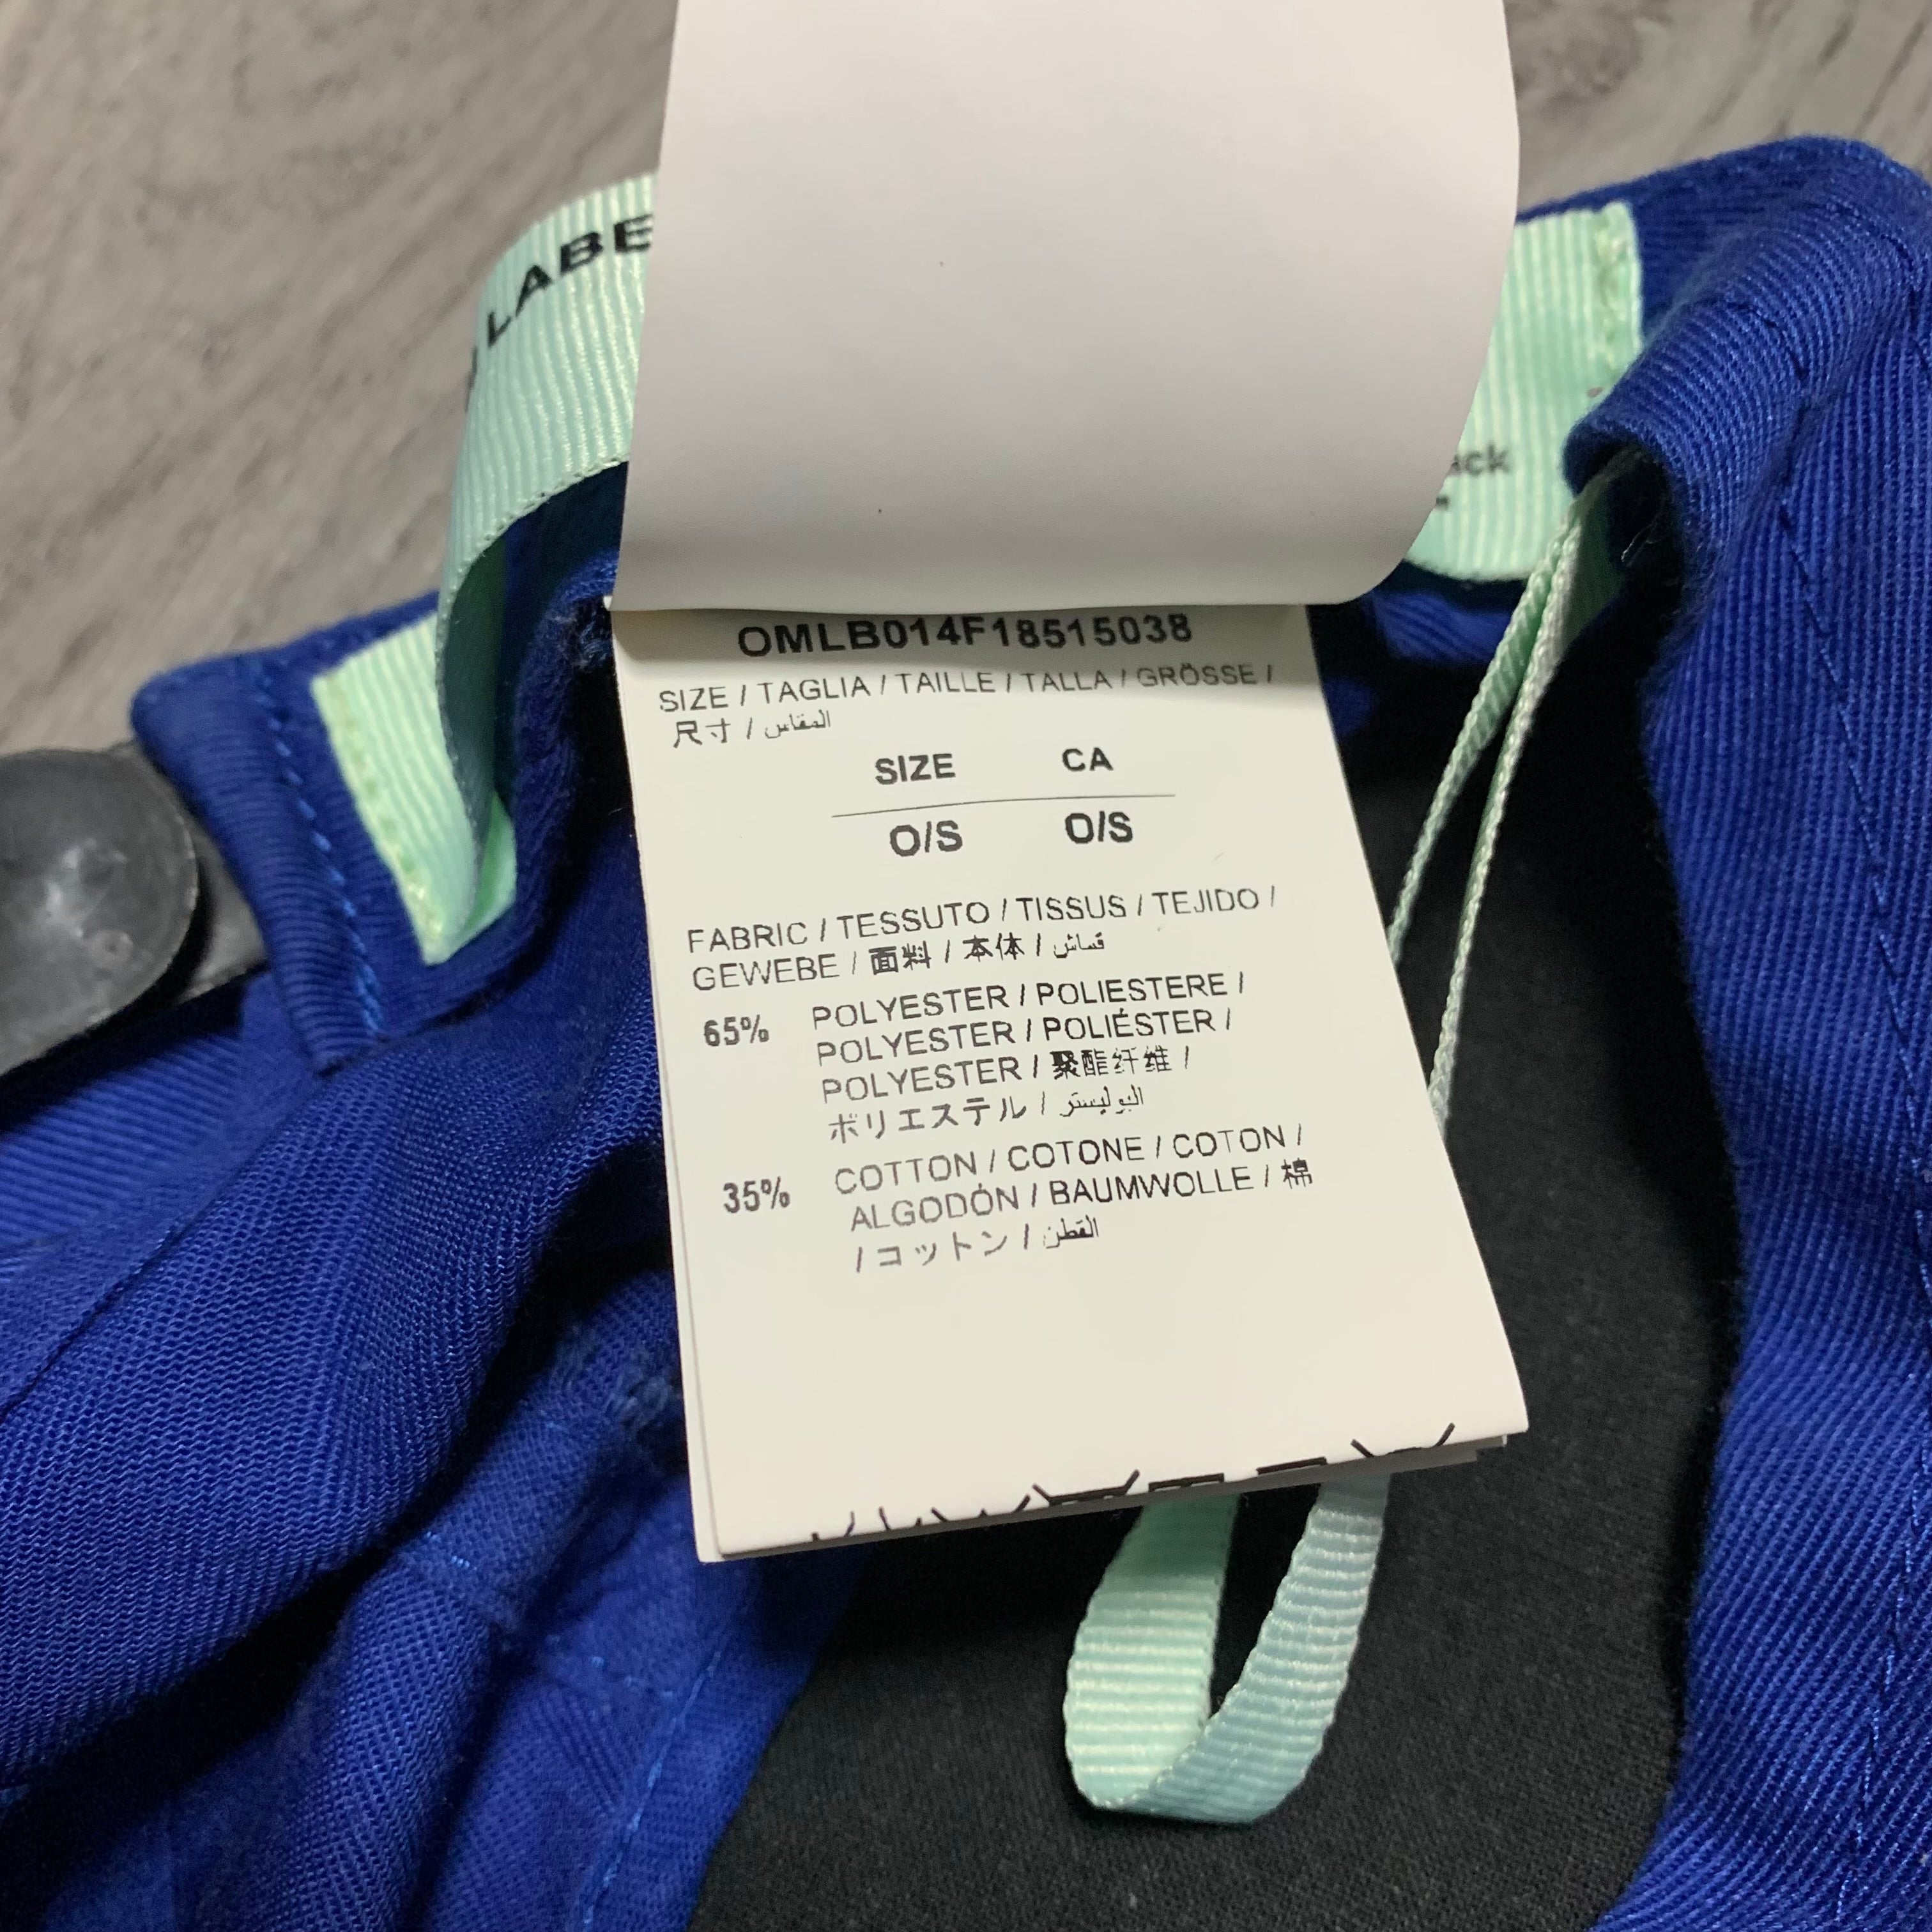 LABE
ack
OMLB014F18515038
SIZE / TAGLIA / TAILLE / TALLA / GRÖSSE /
尺寸 / المقاس
SIZE CA
O/S O/S
FABRIC / TESSUTO / TISSUS / TEJIDO /
GEWEBE / 面料 / 本体 / قماش
65% POLYESTER / POLIESTERE /
POLYESTER / POLIÉSTER /
POLYESTER / 聚酯纤维 /
ポリエステル / البوليستر
35% COTTON / COTONE / COTON /
ALGODÓN / BAUMWOLLE / 棉
/ コットン / القطن